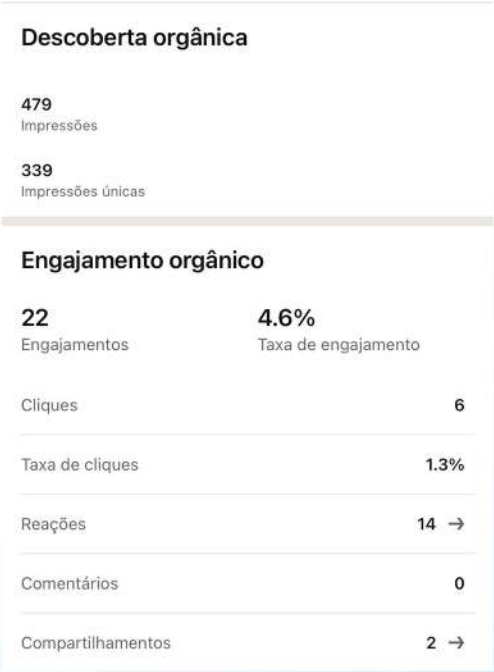 Descoberta orgânica
479
Impressões
339
Impressões únicas
Engajamento orgânico
22 4.6%
Engajamentos Taxa de engajamento
Cliques 6
Taxa de cliques 1.3%
Reações 14 →
Comentários 0
Compartilhamentos 2 →